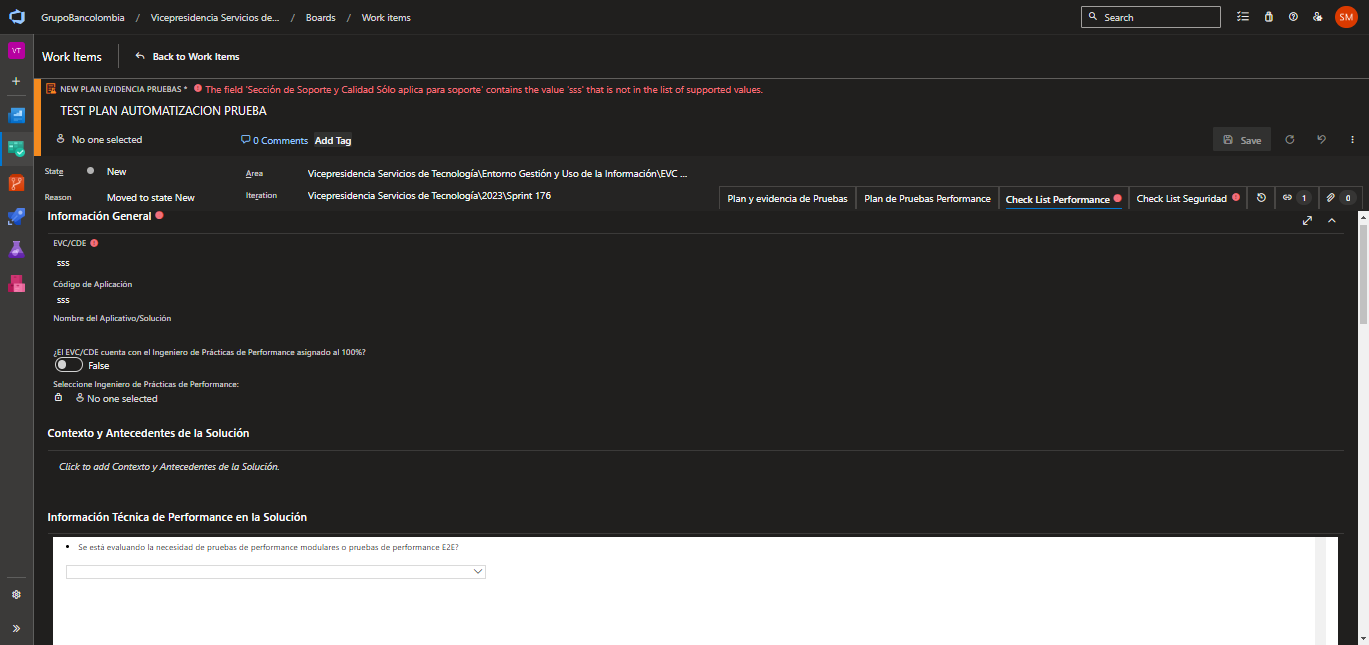 GrupoBancolombia / Vicepresidencia Servicios de... / Boards / Work items
Search
SM
VT
Work Items
Back to Work Items
NEW PLAN EVIDENCIA PRUEBAS * The field 'Sección de Soporte y Calidad Sólo aplica para soporte' contains the value 'sss' that is not in the list of supported values.
TEST PLAN AUTOMATIZACION PRUEBA
No one selected
0 Comments
Add Tag
Save
State
New
Area
Vicepresidencia Servicios de Tecnología\Entorno Gestión y Uso de la Información\EVC ...
Reason
Moved to state New
Iteration
Vicepresidencia Servicios de Tecnología\2023\Sprint 176
Plan y evidencia de Pruebas
Plan de Pruebas Performance
Check List Performance
Check List Seguridad
1
0
Información General
EVC/CDE
sss
Código de Aplicación
sss
Nombre del Aplicativo/Solución
¿El EVC/CDE cuenta con el Ingeniero de Prácticas de Performance asignado al 100%?
False
Seleccione Ingeniero de Prácticas de Performance:
No one selected
Contexto y Antecedentes de la Solución
Click to add Contexto y Antecedentes de la Solución.
Información Técnica de Performance en la Solución
• Se está evaluando la necesidad de pruebas de performance modulares o pruebas de performance E2E?